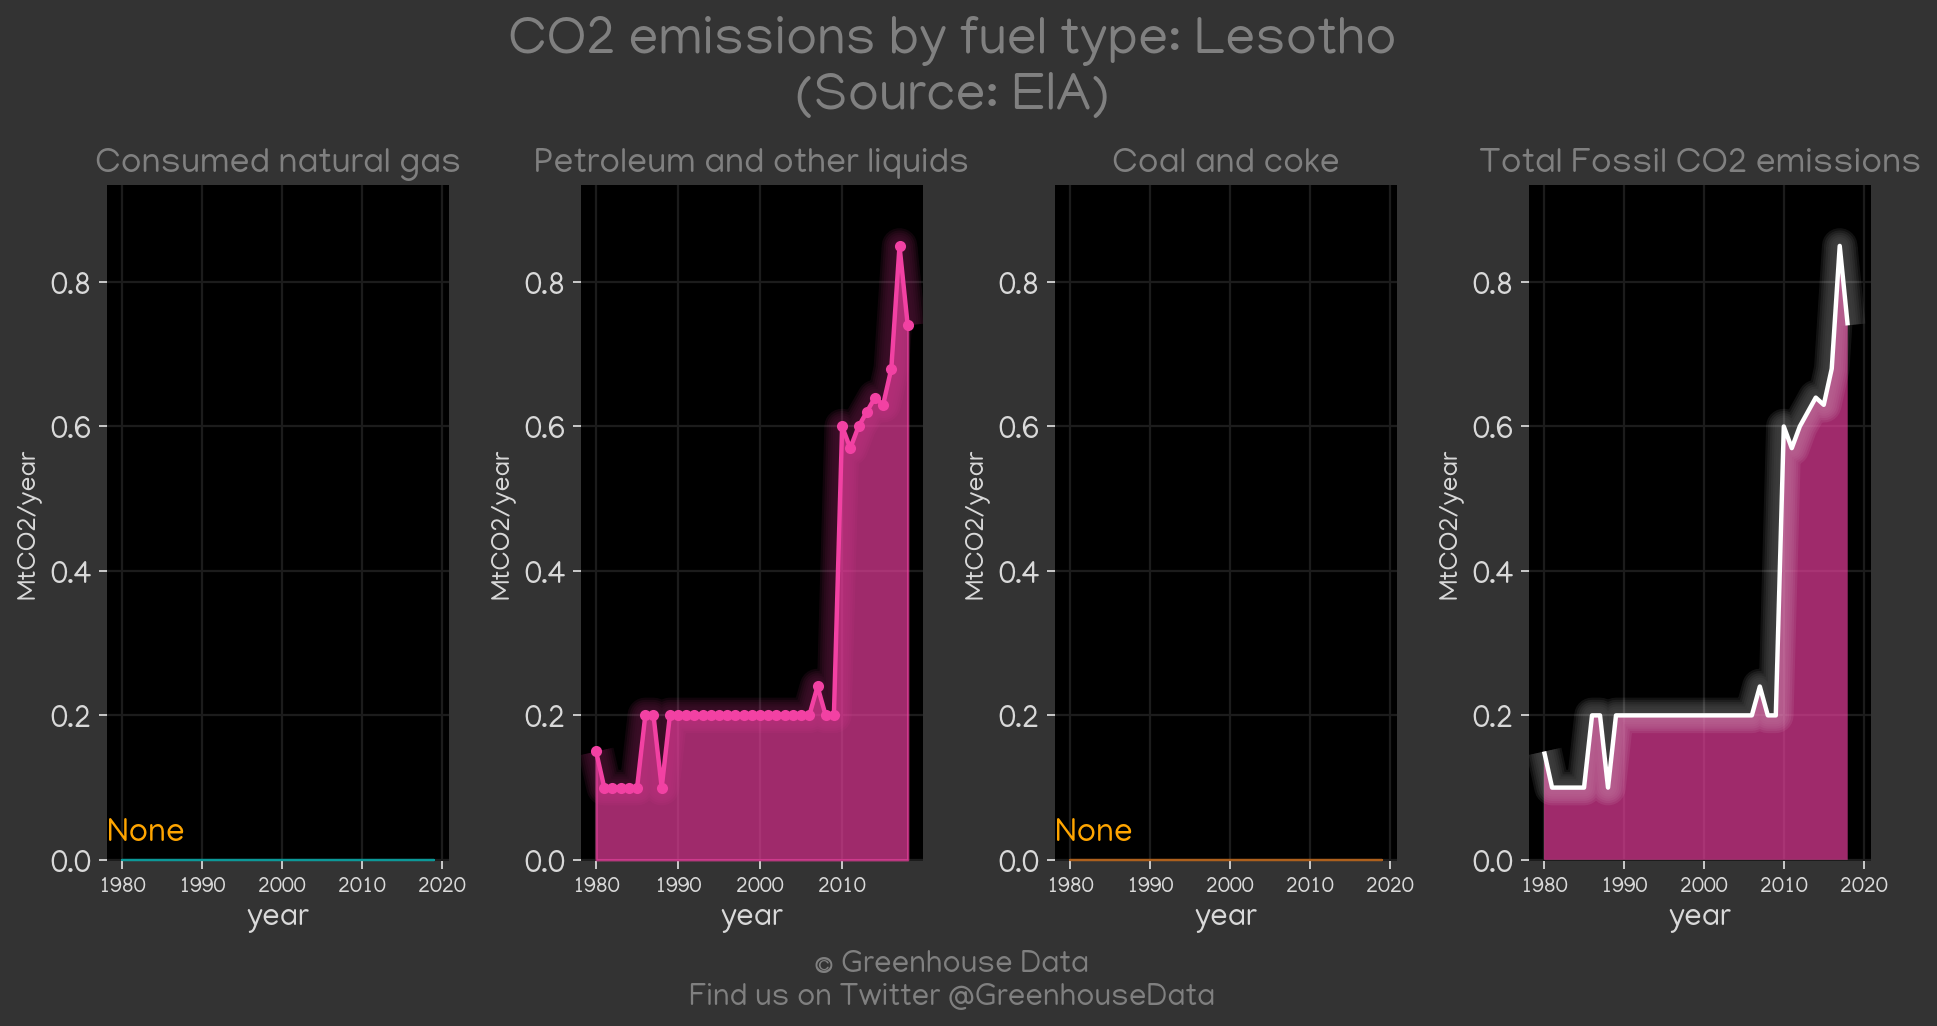 CO2 emissions by fuel type: Lesotho
(Source: EIA)
Consumed natural gas
MtCO2/year
0.8
0.6
0.4
0.2
0.0
None
1980 1990 2000 2010 2020
year
Petroleum and other liquids
MtCO2/year
0.8
0.6
0.4
0.2
0.0
1980 1990 2000 2010
year
Coal and coke
MtCO2/year
0.8
0.6
0.4
0.2
0.0
None
1980 1990 2000 2010 2020
year
Total Fossil CO2 emissions
MtCO2/year
0.8
0.6
0.4
0.2
0.0
1980 1990 2000 2010 2020
year
© Greenhouse Data
Find us on Twitter @GreenhouseData